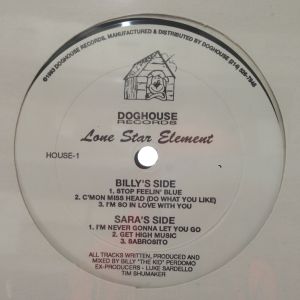 ©1993 DOGHOUSE RECORDS. MANUFACTURED & DISTRIBUTED BY DOGHOUSE (214)
DOGHOUSE
RECORDS
Lone Star Element
HOUSE-1
BILLY'S SIDE
1. STOP FEELIN' BLUE
2. C'MON MISS HEAD (DO WHAT YOU LIKE)
3. I'M SO IN LOVE WITH YOU
SARA'S SIDE
1. I'M NEVER GONNA LET YOU GO
2. GET HIGH MUSIC
3. SABROSITO
ALL TRACKS WRITTEN, PRODUCED AND
MIXED BY BILLY "THE KID" PERDOMO
EX-PRODUCERS - LUKE SARDELLO
TIM SHUMAKER